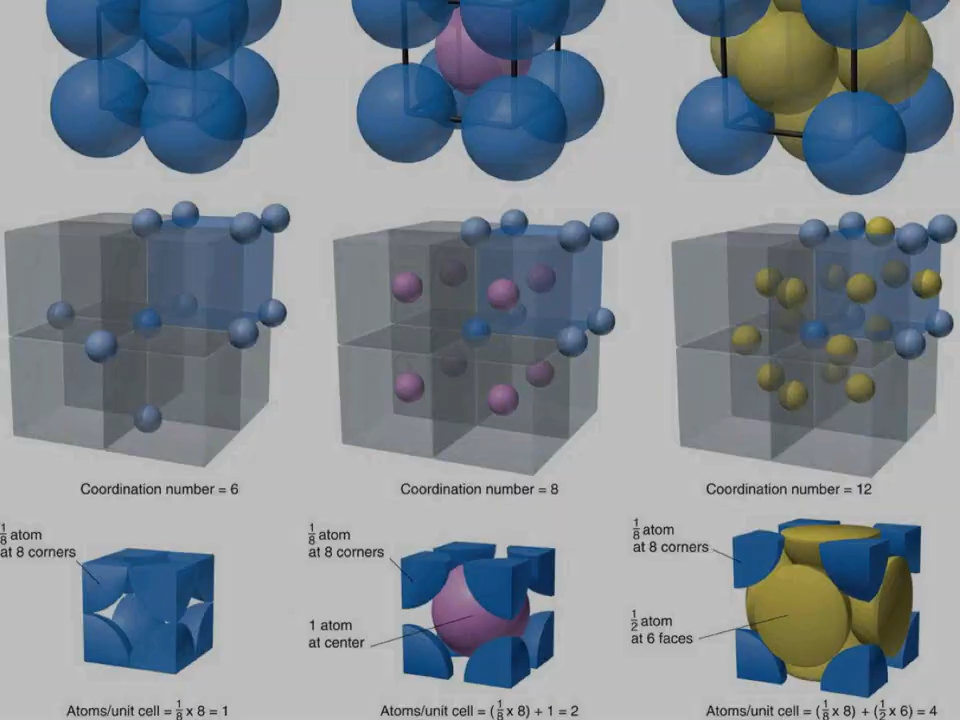 Coordination number = 6
Coordination number = 8
Coordination number = 12
1/8 atom
at 8 corners
1/8 atom
at 8 corners
1 atom
at center
1/8 atom
at 8 corners
1/2 atom
at 6 faces
Atoms/unit cell = 1/8 x 8 = 1
Atoms/unit cell = (1/8 x 8) + 1 = 2
Atoms/unit cell = (1/8 x 8) + (1/2 x 6) = 4